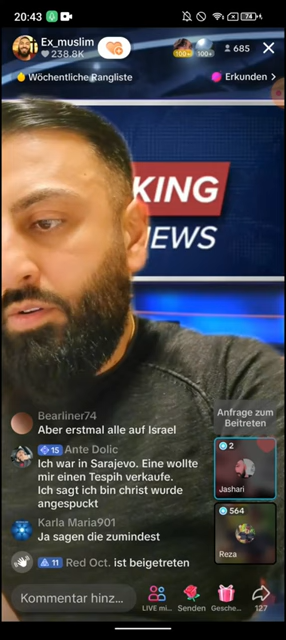 20:43
74
Ex_muslim
238.8K
100+
100+
685
Wöchentliche Rangliste
Erkunden
KING
NEWS
Bearliner74
Aber erstmal alle auf Israel
15 Ante Dolic
Ich war in Sarajevo. Eine wollte
mir einen Tespih verkaufe.
Ich sagt ich bin christ wurde
angespuckt
Karla Maria901
Ja sagen die zumindest
11 Red Oct. ist beigetreten
Anfrage zum
Beitreten
2
Jashari
564
Reza
Kommentar hinz...
LIVE mi...
Senden
Gesche...
127